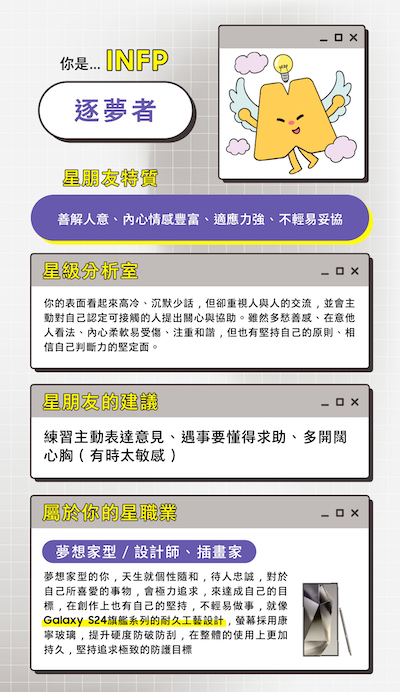 你是... INFP
逐夢者
星朋友特質
善解人意、內心情感豐富、適應力強、不輕易妥協
星級分析室
你的表面看起來高冷、沉默少話，但卻重視人與人的交流，並會主
動對自己認定可接觸的人提出關心與協助。雖然多愁善感、在意他
人看法、內心柔軟易受傷、注重和諧，但也有堅持自己的原則、相
信自己判斷力的堅定面。
星朋友的建議
練習主動表達意見、遇事要懂得求助、多開闊
心胸（有時太敏感）
屬於你的星職業
夢想家型 / 設計師、插畫家
夢想家型的你，天生就個性隨和，待人忠誠，對於
自己所喜愛的事物，會極力追求，來達成自己的目
標，在創作上也有自己的堅持，不輕易做事，就像
Galaxy S24旗艦系列的耐久工藝設計，螢幕採用康
寧玻璃，提升硬度防破防刮，在整體的使用上更加
持久，堅持追求極致的防護目標